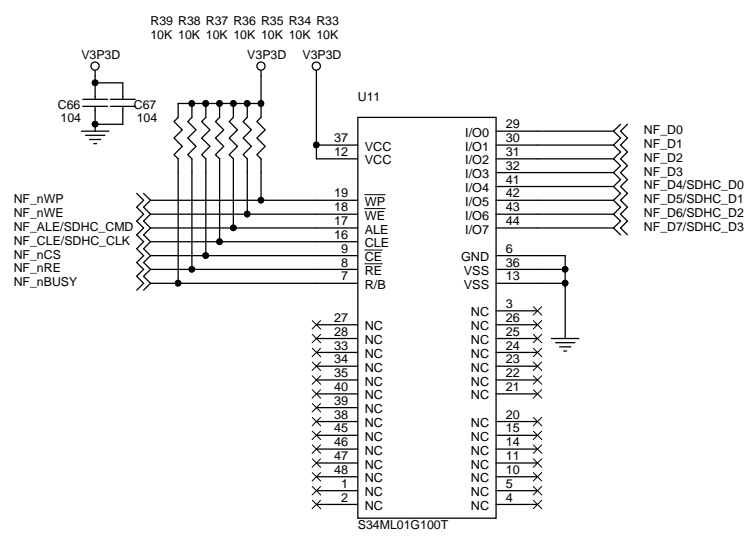 R39 R38 R37 R36 R35 R34 R33
10K 10K 10K 10K 10K 10K 10K
V3P3D V3P3D V3P3D
C66 C67
104 104
U11
37 VCC
12 VCC
NF_nWP 19 WP
NF_nWE 18 WE
NF_ALE/SDHC_CMD 17 ALE
NF_CLE/SDHC_CLK 16 CLE
NF_nCS 9 CE
NF_nRE 8 RE
NF_nBUSY 7 R/B
27 NC
28 NC
33 NC
34 NC
35 NC
40 NC
39 NC
38 NC
45 NC
46 NC
47 NC
48 NC
1 NC
2 NC
I/O0 29 NF_D0
I/O1 30 NF_D1
I/O2 31 NF_D2
I/O3 32 NF_D3
I/O4 41 NF_D4/SDHC_D0
I/O5 42 NF_D5/SDHC_D1
I/O6 43 NF_D6/SDHC_D2
I/O7 44 NF_D7/SDHC_D3
GND 6
VSS 36
VSS 13
NC 3
NC 26
NC 25
NC 24
NC 23
NC 22
NC 21
NC 20
NC 15
NC 14
NC 11
NC 10
NC 5
NC 4
S34ML01G100T